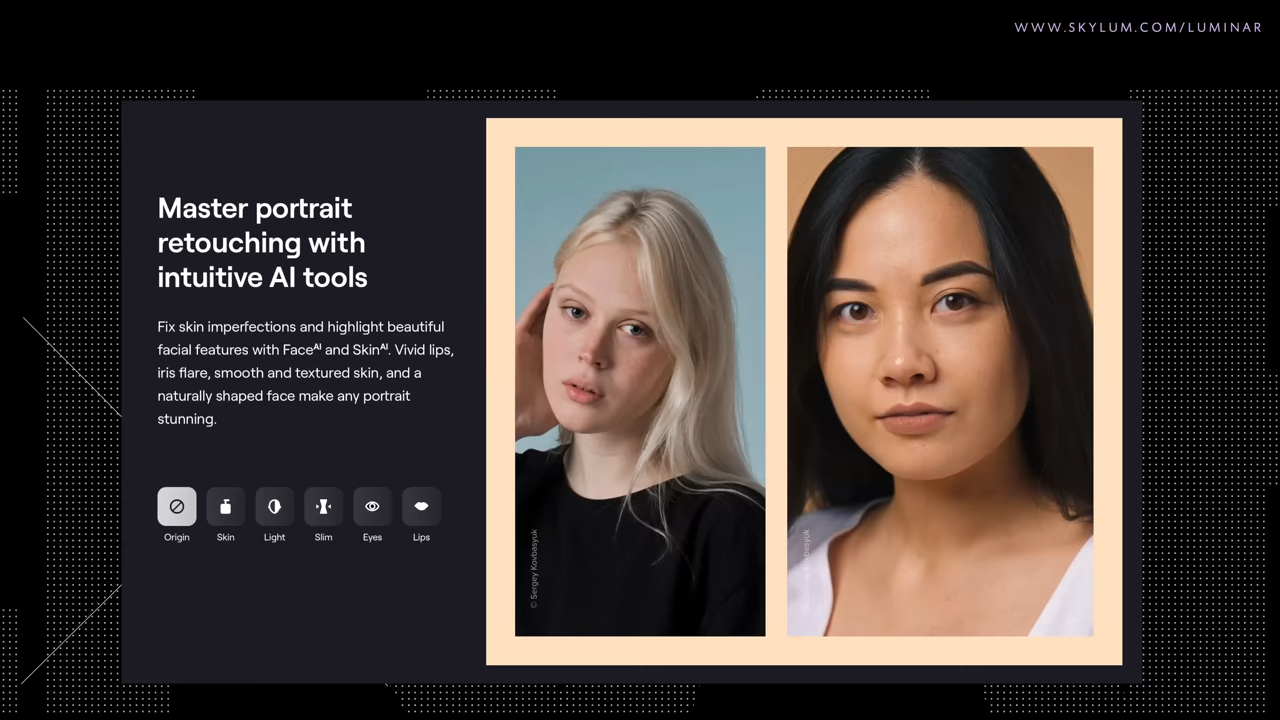 WWW.SKYLUM.COM/LUMINAR
Master portrait
retouching with
intuitive AI tools
Fix skin imperfections and highlight beautiful
facial features with Faceᴬᴵ and Skinᴬᴵ. Vivid lips,
iris flare, smooth and textured skin, and a
naturally shaped face make any portrait
stunning.
Origin Skin Light Slim Eyes Lips
© Sergey Kovbasyuk